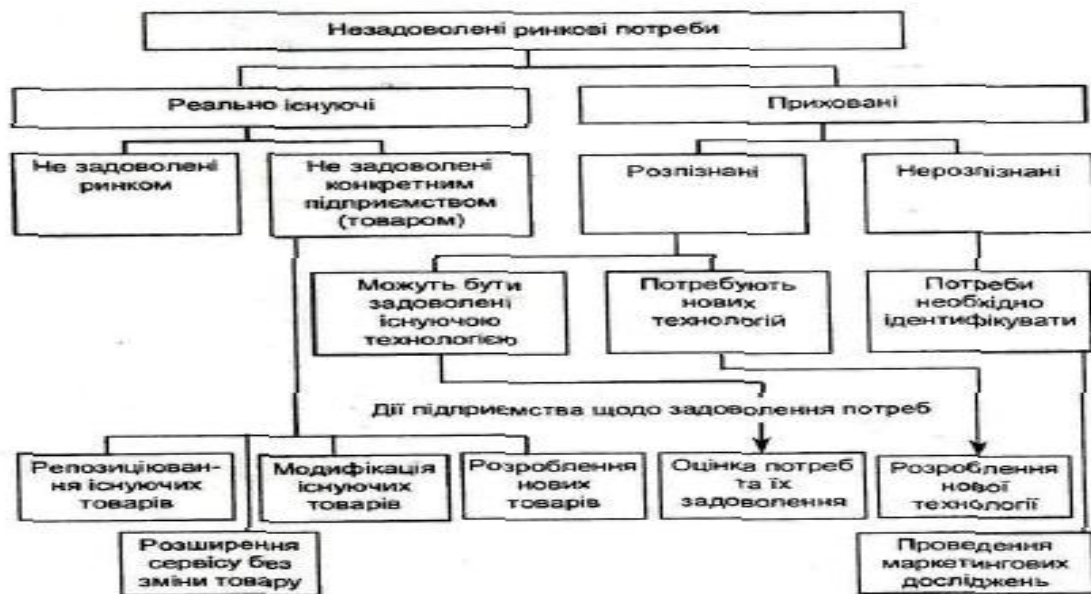 Незадоволені ринкові потреби
Реально існуючі
Приховані
Не задоволені
ринком
Не задоволені
конкретним
підприємством
(товаром)
Розпізнані
Нерозпізнані
Можуть бути
задоволені
існуючою
технологією
Потребують
нових
технологій
Потреби
необхідно
ідентифікувати
Дії підприємства щодо задоволення потреб
Репозиціюван-
ня існуючих
товарів
Модифікація
існуючих
товарів
Розроблення
нових
товарів
Оцінка потреб
та їх
задоволення
Розроблення
нової
технології
Розширення
сервісу без
зміни товару
Проведення
маркетингових
досліджень